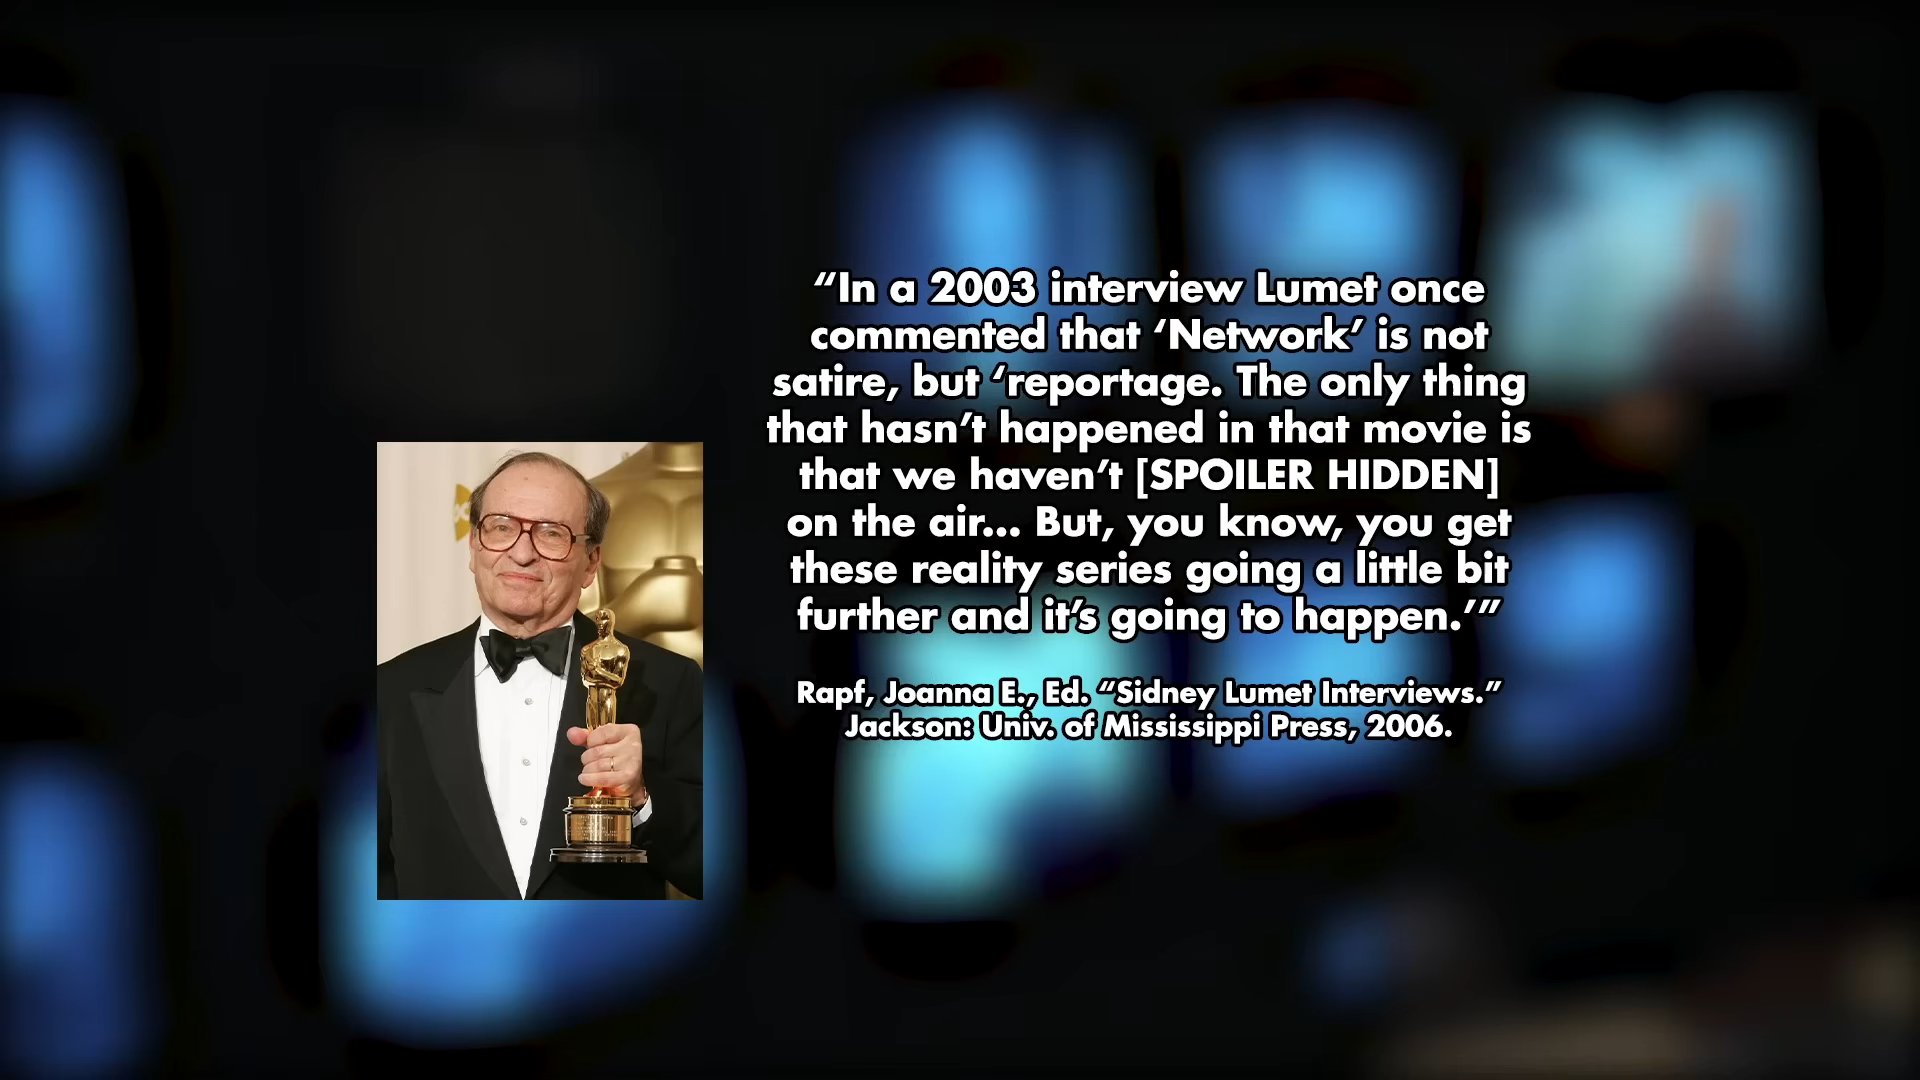 “In a 2003 interview Lumet once
commented that ‘Network’ is not
satire, but ‘reportage. The only thing
that hasn’t happened in that movie is
that we haven’t [SPOILER HIDDEN]
on the air... But, you know, you get
these reality series going a little bit
further and it’s going to happen.’”
Rapf, Joanna E., Ed. “Sidney Lumet Interviews.”
Jackson: Univ. of Mississippi Press, 2006.